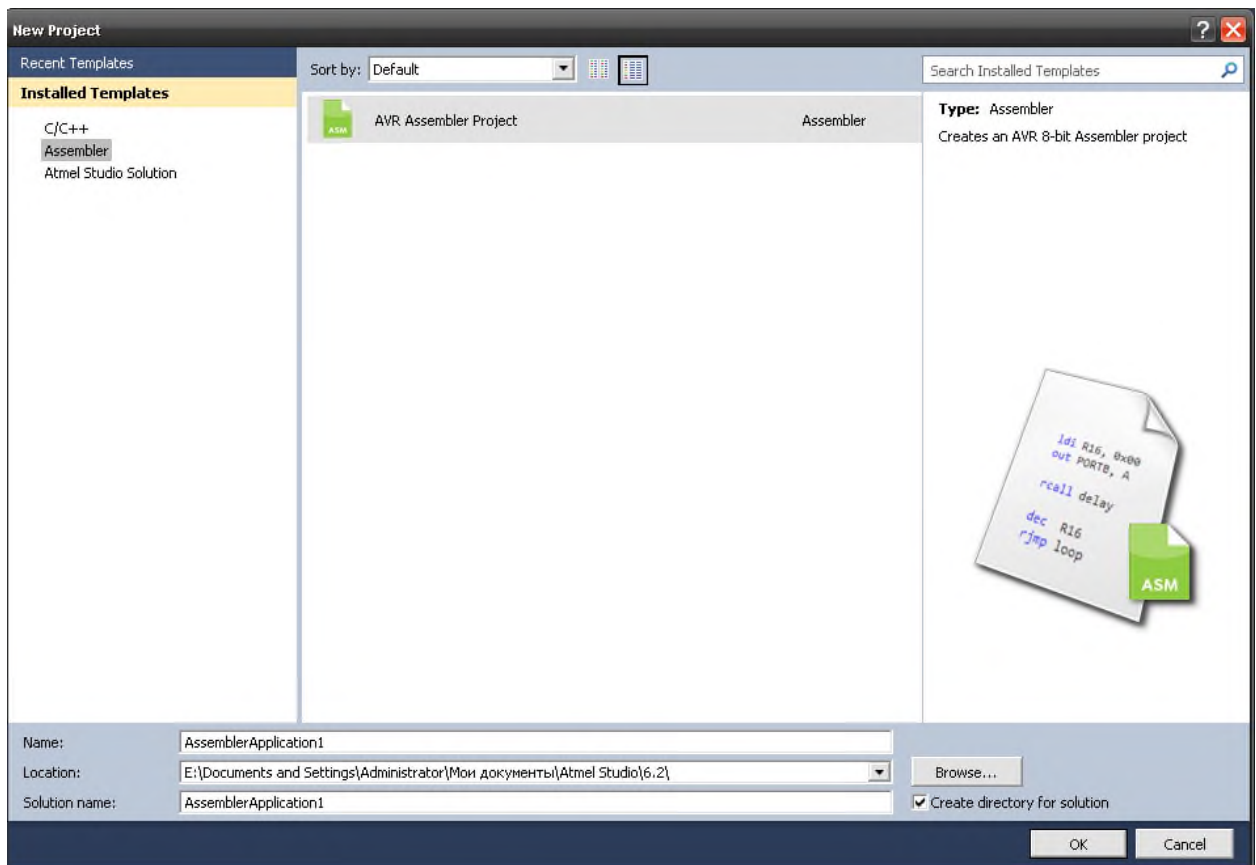 New Project
?
Recent Templates
Installed Templates
C/C++
Assembler
Atmel Studio Solution
Sort by: Default
Search Installed Templates
ASM
AVR Assembler Project Assembler
Type: Assembler
Creates an AVR 8-bit Assembler project
ldi R16, 0x00
out PORTB, A
rcall delay
dec R16
rjmp loop
ASM
Name: AssemblerApplication1
Location: E:\Documents and Settings\Administrator\Мои документы\Atmel Studio\6.2\
Browse...
Solution name: AssemblerApplication1
Create directory for solution
OK Cancel